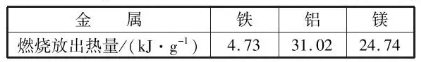 金 属 铁 铝 镁
燃烧放出热量/(kJ·g⁻¹) 4.73 31.02 24.74